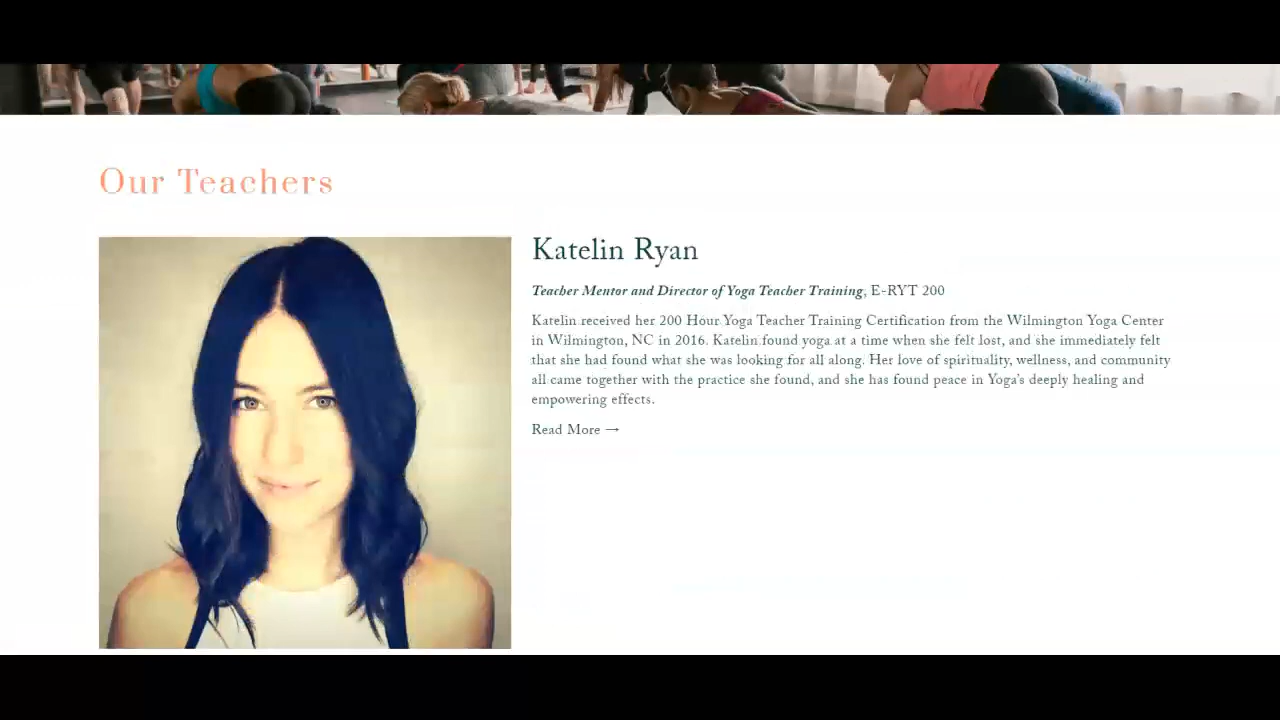 Our Teachers
Katelin Ryan
Teacher Mentor and Director of Yoga Teacher Training, E-RYT 200
Katelin received her 200 Hour Yoga Teacher Training Certification from the Wilmington Yoga Center
in Wilmington, NC in 2016. Katelin found yoga at a time when she felt lost, and she immediately felt
that she had found what she was looking for all along. Her love of spirituality, wellness, and community
all came together with the practice she found, and she has found peace in Yoga's deeply healing and
empowering effects.
Read More →